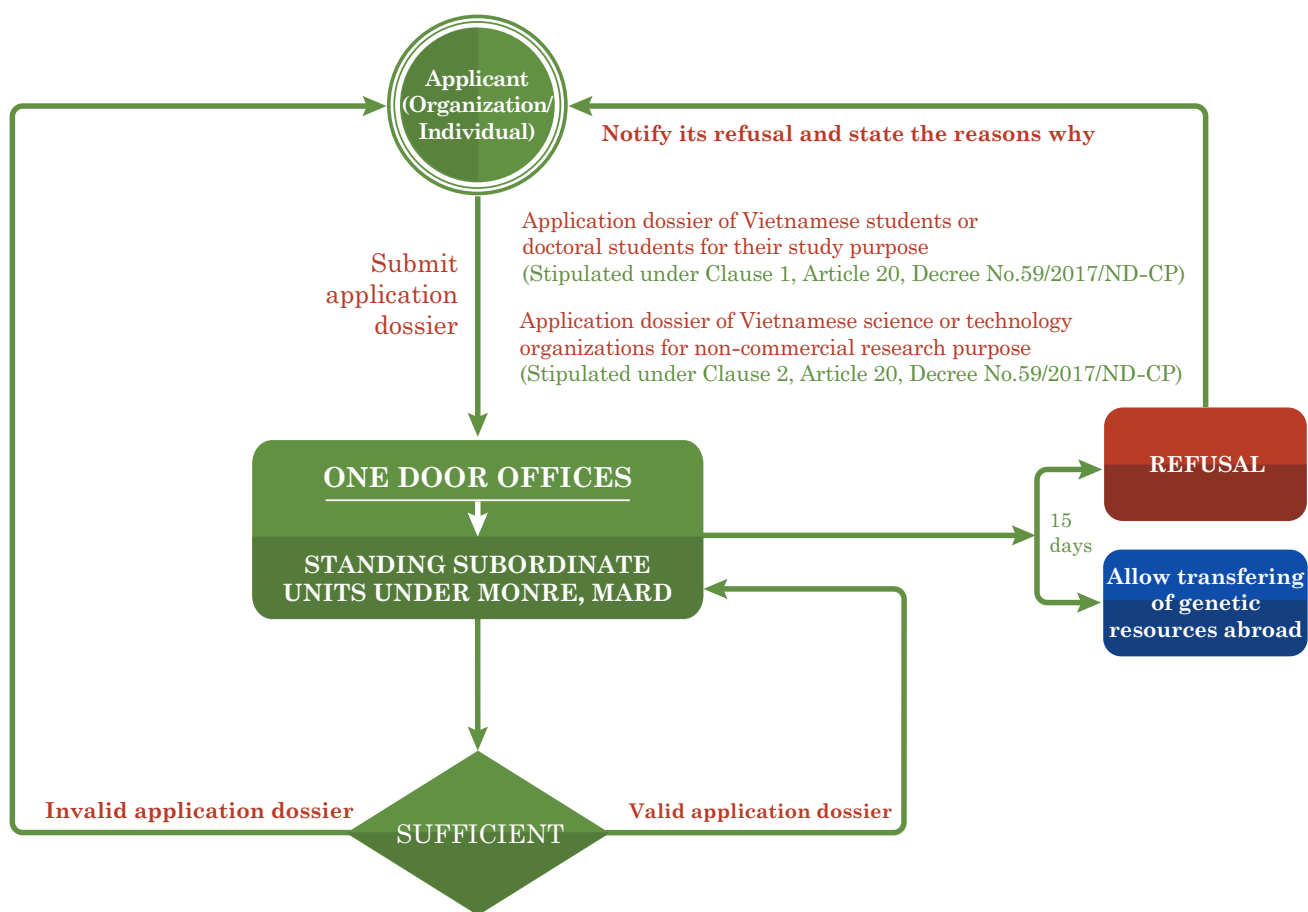 Applicant
(Organization/
Individual)
Notify its refusal and state the reasons why
Submit
application
dossier
Application dossier of Vietnamese students or
doctoral students for their study purpose
(Stipulated under Clause 1, Article 20, Decree No.59/2017/ND-CP)
Application dossier of Vietnamese science or technology
organizations for non-commercial research purpose
(Stipulated under Clause 2, Article 20, Decree No.59/2017/ND-CP)
ONE DOOR OFFICES
STANDING SUBORDINATE
UNITS UNDER MONRE, MARD
15
days
REFUSAL
Allow transfering
of genetic
resources abroad
Invalid application dossier
SUFFICIENT
Valid application dossier